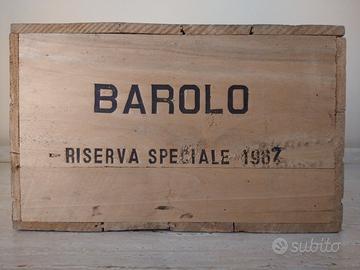 BAROLO
- RISERVA SPECIALE 1967
subito